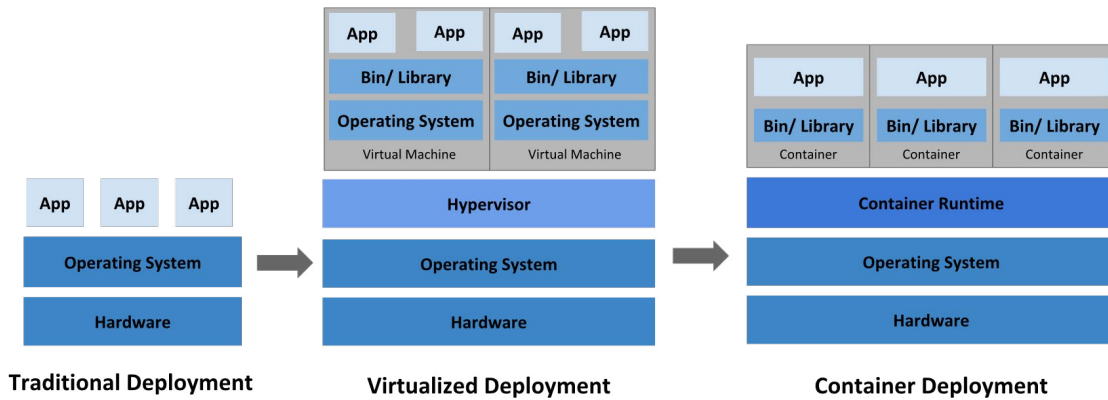 App
App
App
Operating System
Hardware
Traditional Deployment
App
App
Bin/ Library
Operating System
Virtual Machine
App
App
Bin/ Library
Operating System
Virtual Machine
Hypervisor
Operating System
Hardware
Virtualized Deployment
App
Bin/ Library
Container
App
Bin/ Library
Container
App
Bin/ Library
Container
Container Runtime
Operating System
Hardware
Container Deployment